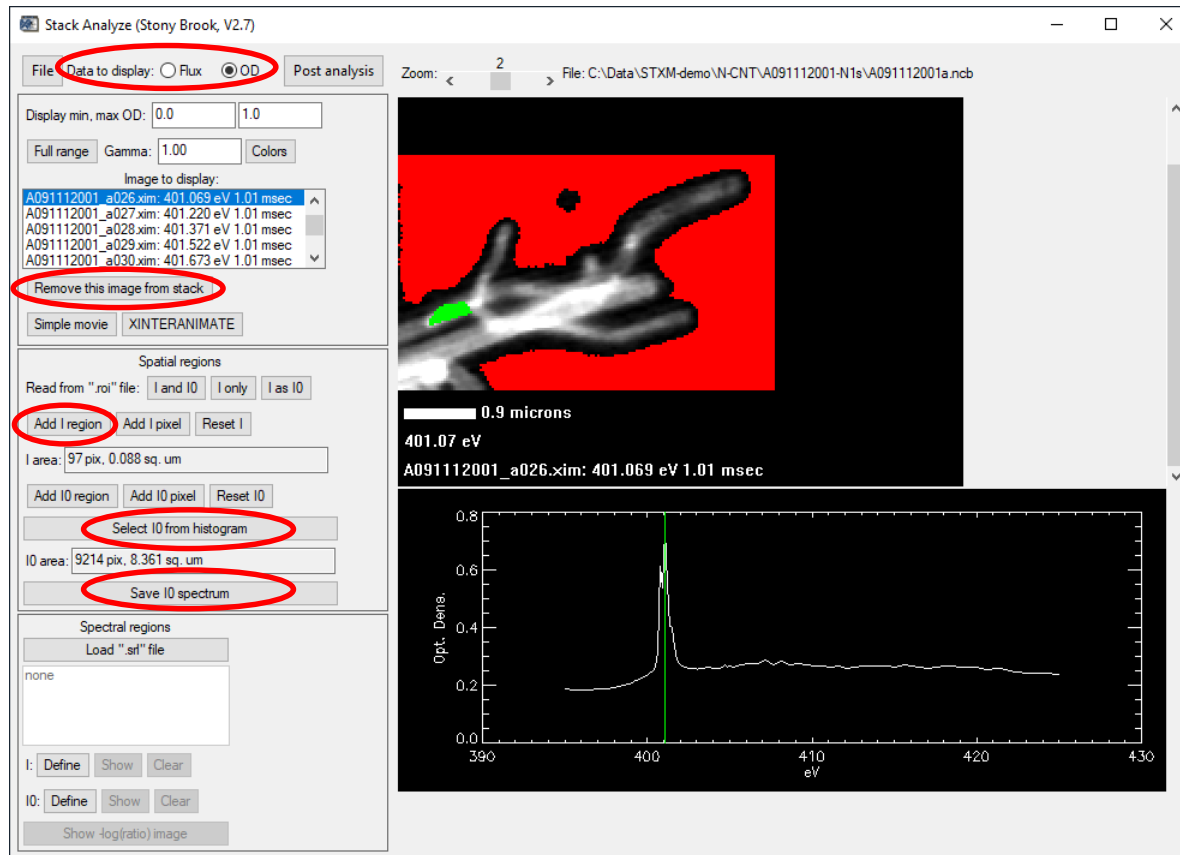 Stack Analyze (Stony Brook, V2.7)
File Data to display: Flux OD Post analysis
Zoom: 2 File: C:\Data\STXM-demo\N-CNT\A091112001-N1s\A091112001a.ncb
Display min, max OD: 0.0 1.0
Full range Gamma: 1.00 Colors
Image to display:
A091112001_a026.xim: 401.069 eV 1.01 msec
A091112001_a027.xim: 401.220 eV 1.01 msec
A091112001_a028.xim: 401.371 eV 1.01 msec
A091112001_a029.xim: 401.522 eV 1.01 msec
A091112001_a030.xim: 401.673 eV 1.01 msec
Remove this image from stack
Simple movie XINTERANIMATE
Spatial regions
Read from ".roi" file: I and I0 I only I as I0
Add I region Add I pixel Reset I
I area: 97 pix, 0.088 sq. um
Add I0 region Add I0 pixel Reset I0
Select I0 from histogram
I0 area: 9214 pix, 8.361 sq. um
Save I0 spectrum
Spectral regions
Load ".srl" file
none
I: Define Show Clear
I0: Define Show Clear
Show -log(ratio) image
0.9 microns
401.07 eV
A091112001_a026.xim: 401.069 eV 1.01 msec
0.8
0.6
Opt. Dens.
0.4
0.2
0.0
390 400 410 420 430
eV